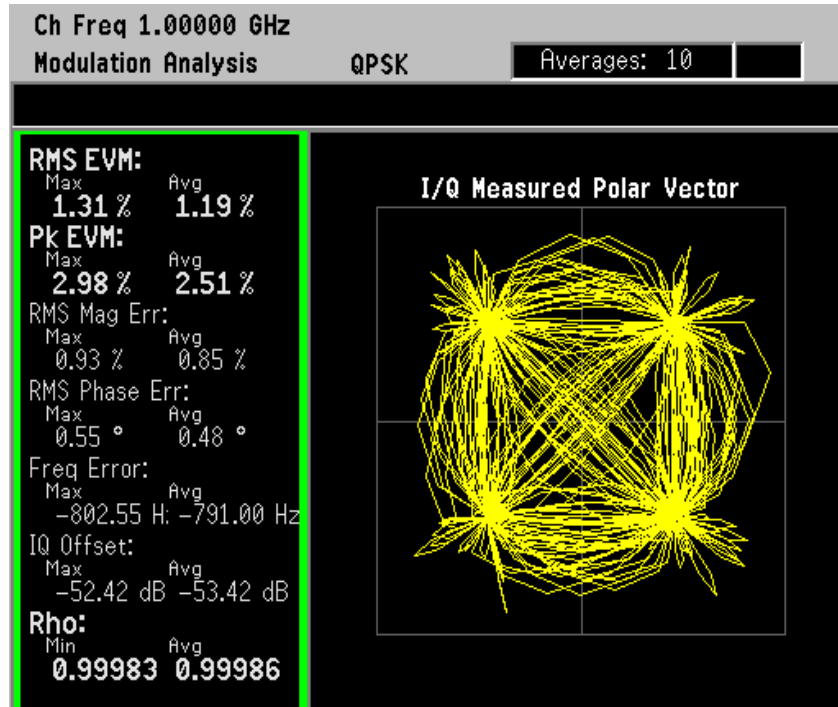 Ch Freq 1.00000 GHz
Modulation Analysis QPSK Averages: 10
RMS EVM:
Max Avg
1.31 % 1.19 %
Pk EVM:
Max Avg
2.98 % 2.51 %
RMS Mag Err:
Max Avg
0.93 % 0.85 %
RMS Phase Err:
Max Avg
0.55 ° 0.48 °
Freq Error:
Max Avg
-802.55 H: -791.00 Hz
IQ Offset:
Max Avg
-52.42 dB -53.42 dB
Rho:
Min Avg
0.99983 0.99986
I/Q Measured Polar Vector